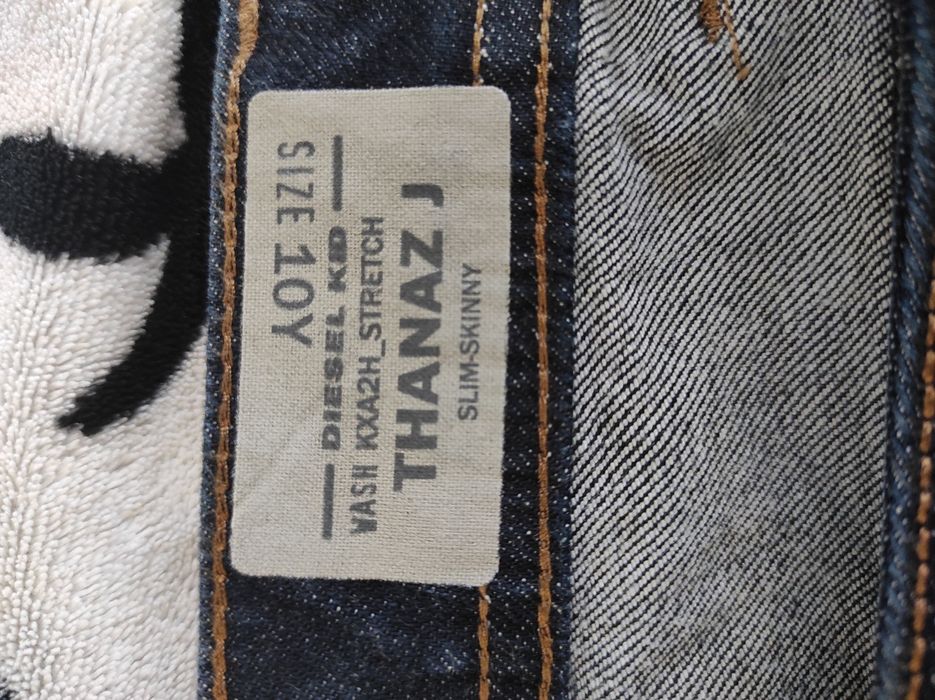 THANAZ J
SLIM-SKINNY
WASH KXA2H_STRETCH
DIESEL KID
SIZE 10Y